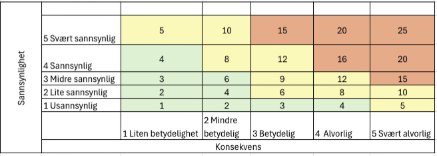 5 Svært sannsynlig 5 10 15 20 25
4 Sannsynlig 4 8 12 16 20
3 Midre sannsynlig 3 6 9 12 15
2 Lite sannsynlig 2 4 6 8 10
1 Usannsynlig 1 2 3 4 5
Sannsynlighet
1 Liten betydelighet 2 Mindre betydelig 3 Betydelig 4 Alvorlig 5 Svært alvorlig
Konsekvens